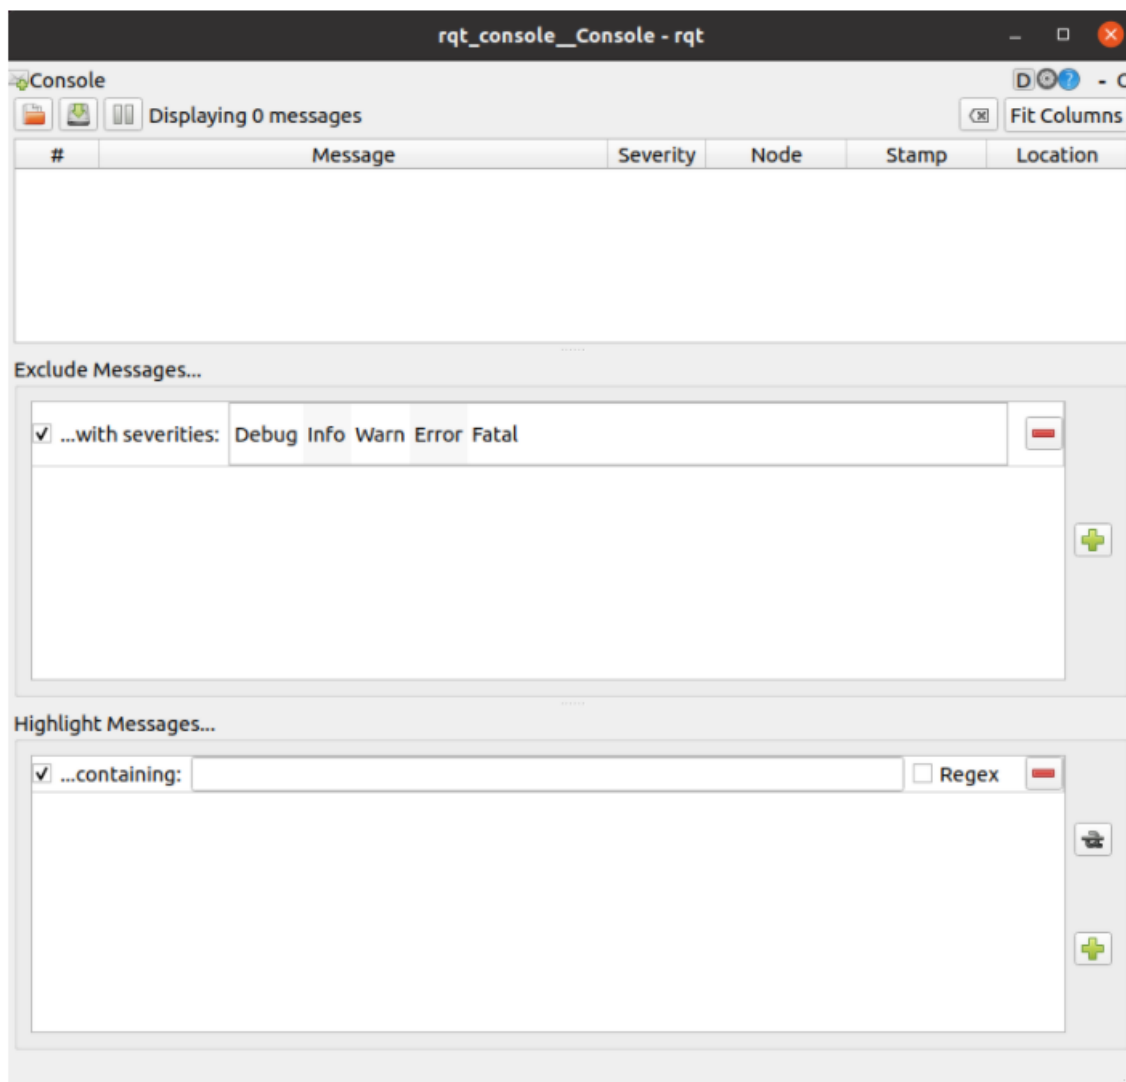 rqt_console__Console - rqt
Console D ? - O
Displaying 0 messages Fit Columns
# Message Severity Node Stamp Location
Exclude Messages...
...with severities: Debug Info Warn Error Fatal
Highlight Messages...
...containing: Regex